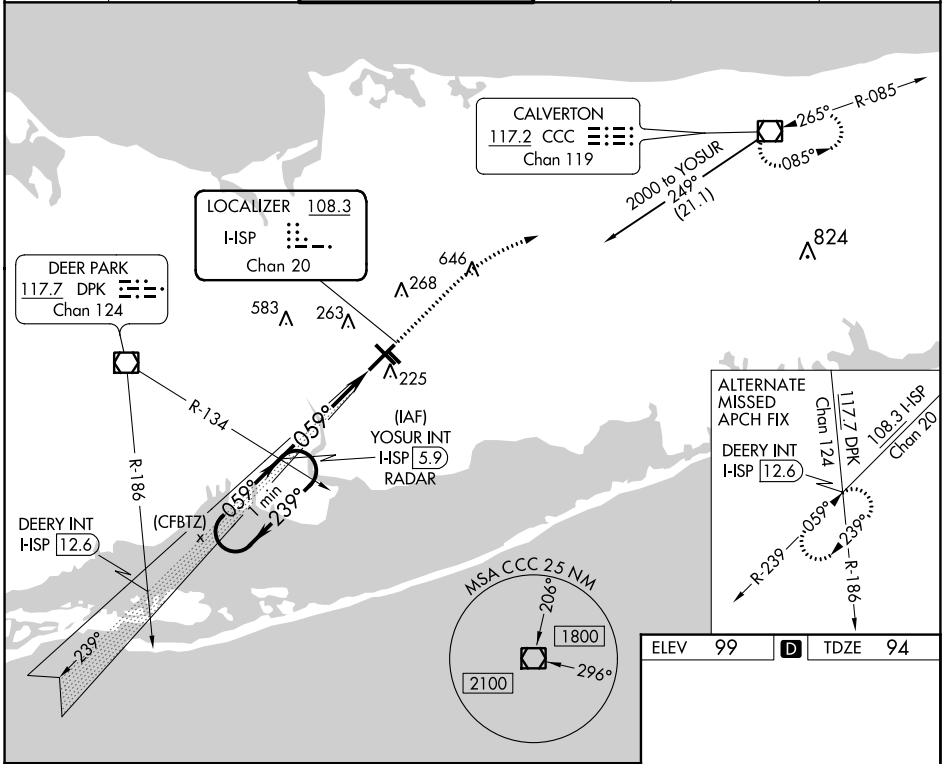 CALVERTON
117.2 CCC
Chan 119
265°
R-085
085°
2000 to YOSUR
249°
(21.1)
LOCALIZER 108.3
I-ISP
Chan 20
824
646
268
DEER PARK
117.7 DPK
Chan 124
583
263
225
R-134
059°
(IAF)
YOSUR INT
I-ISP 5.9
RADAR
R-186
059°
1 min
239°
(CFBTZ)
x
DEERY INT
I-ISP 12.6
239°
MSA CCC 25 NM
206°
1800
296°
2100
ALTERNATE
MISSED
APCH FIX
117.7 DPK
Chan 124
108.3 I-ISP
Chan 20
DEERY INT
I-ISP 12.6
059°
239°
R-239
R-186
ELEV 99 D TDZE 94